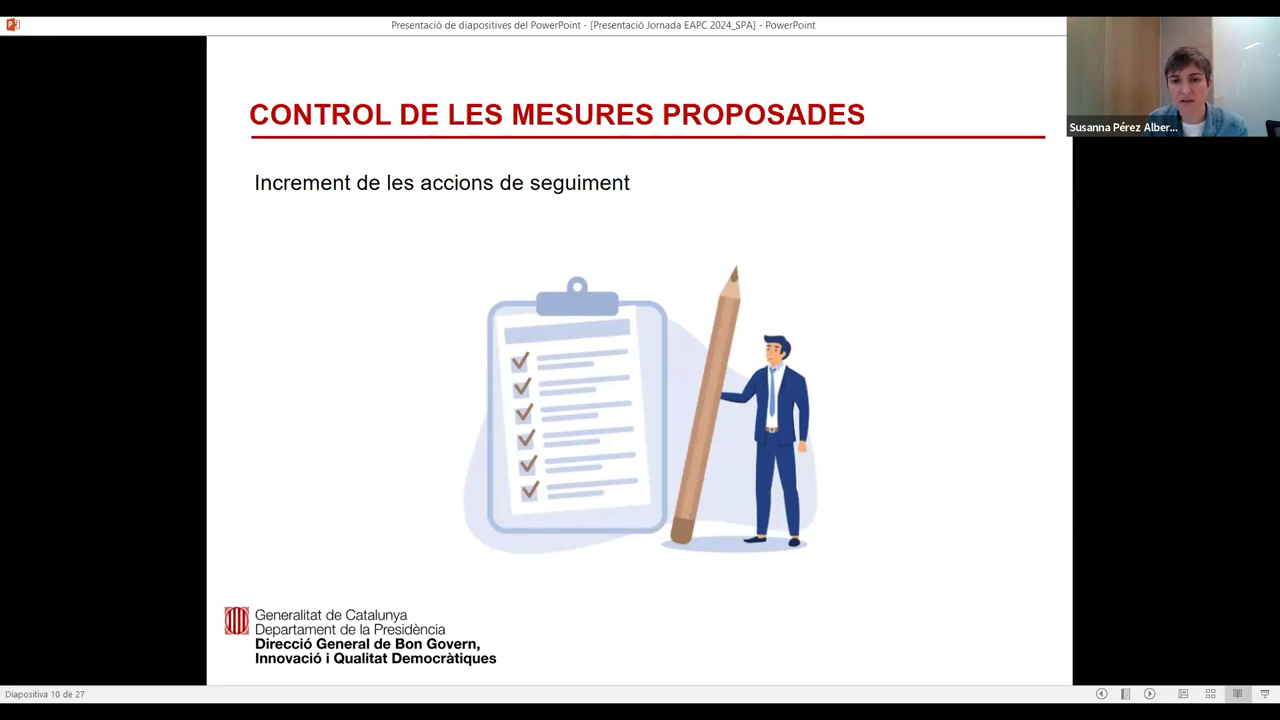 Presentació de diapositives del PowerPoint - [Presentació Jornada EAPC 2024_SPA] - PowerPoint
CONTROL DE LES MESURES PROPOSADES
Susanna Pérez Alber...
Increment de les accions de seguiment
Generalitat de Catalunya
Departament de la Presidència
Direcció General de Bon Govern,
Innovació i Qualitat Democràtiques
Diapositiva 10 de 27